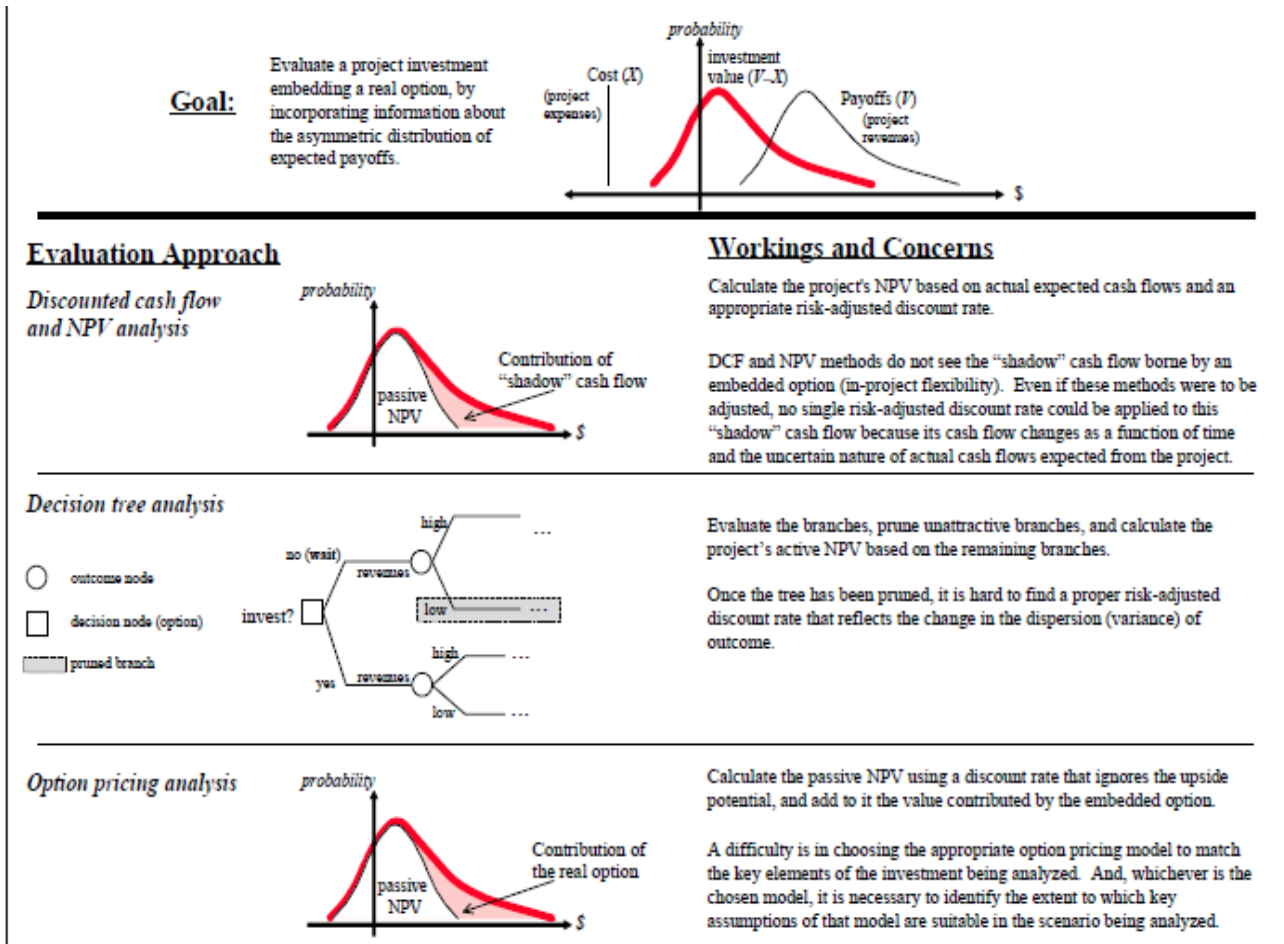 Goal:
Evaluate a project investment
embedding a real option, by
incorporating information about
the asymmetric distribution of
expected payoffs.
probability
Cost (X)
(project
expenses)
investment
value (V–X)
Payoffs (V)
(project
revenues)
$
Evaluation Approach
Workings and Concerns
Discounted cash flow
and NPV analysis
probability
Contribution of
“shadow” cash flow
passive
NPV
$
Calculate the project's NPV based on actual expected cash flows and an
appropriate risk-adjusted discount rate.
DCF and NPV methods do not see the “shadow” cash flow borne by an
embedded option (in-project flexibility). Even if these methods were to be
adjusted, no single risk-adjusted discount rate could be applied to this
“shadow” cash flow because its cash flow changes as a function of time
and the uncertain nature of actual cash flows expected from the project.
Decision tree analysis
outcome node
decision node (option)
pruned branch
invest?
no (wait)
revenues
high
...
low
...
yes
revenues
high
...
low
...
Evaluate the branches, prune unattractive branches, and calculate the
project’s active NPV based on the remaining branches.
Once the tree has been pruned, it is hard to find a proper risk-adjusted
discount rate that reflects the change in the dispersion (variance) of
outcome.
Option pricing analysis
probability
Contribution of
the real option
passive
NPV
$
Calculate the passive NPV using a discount rate that ignores the upside
potential, and add to it the value contributed by the embedded option.
A difficulty is in choosing the appropriate option pricing model to match
the key elements of the investment being analyzed. And, whichever is the
chosen model, it is necessary to identify the extent to which key
assumptions of that model are suitable in the scenario being analyzed.